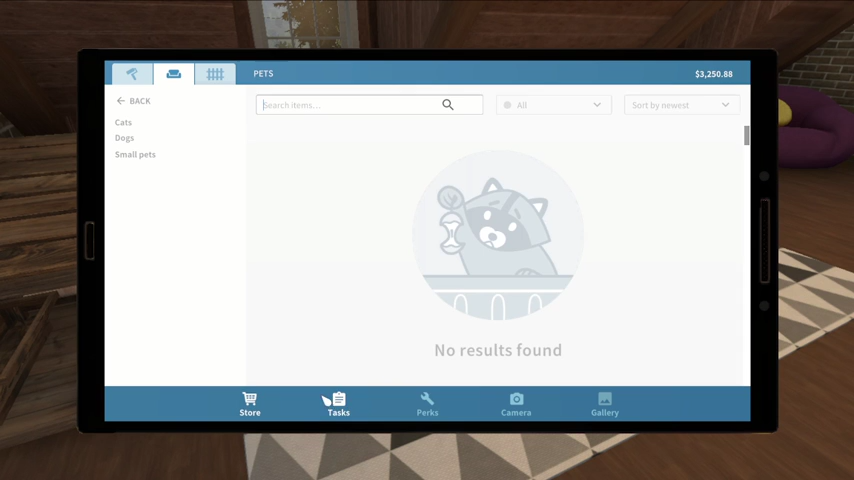 PETS
$3,250.88
BACK
Search items...
All
Sort by newest
Cats
Dogs
Small pets
No results found
Store
Tasks
Perks
Camera
Gallery